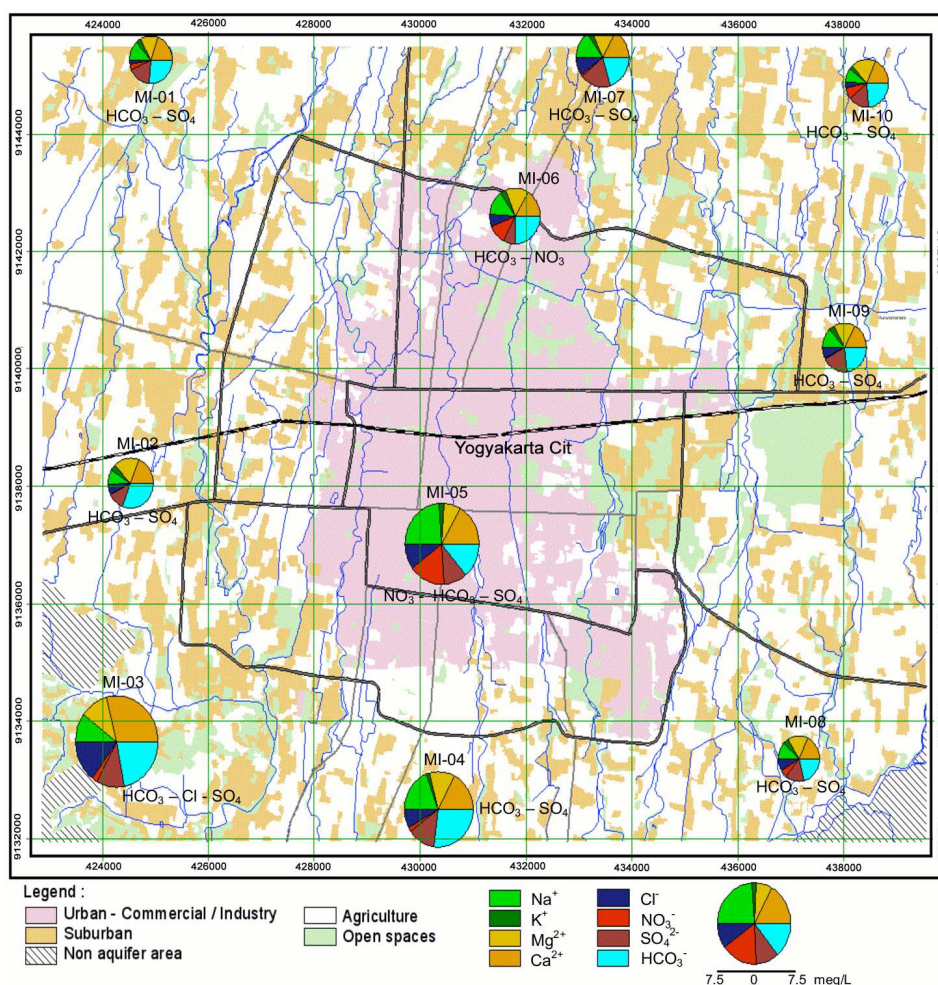 424000 426000 428000 430000 432000 434000 436000 438000
MI-01
HCO₃ – SO₄
MI-07
HCO₃ – SO₄
MI-10
HCO₃ – SO₄
9144000
MI-06
HCO₃ – NO₃
9142000
MI-09
HCO₃ – SO₄
9140000
Yogyakarta Cit
MI-02
HCO₃ – SO₄
9138000
MI-05
NO₃ - HCO₃ – SO₄
9136000
MI-03
HCO₃ – Cl - SO₄
9134000
MI-04
HCO₃ – SO₄
MI-08
HCO₃ – SO₄
9132000
424000 426000 428000 430000 432000 434000 436000 438000
Legend :
Urban - Commercial / Industry
Suburban
Non aquifer area
Agriculture
Open spaces
Na⁺
K⁺
Mg²⁺
Ca²⁺
Cl⁻
NO₃⁻
SO₄²⁻
HCO₃⁻
7.5 0 7.5 meq/L